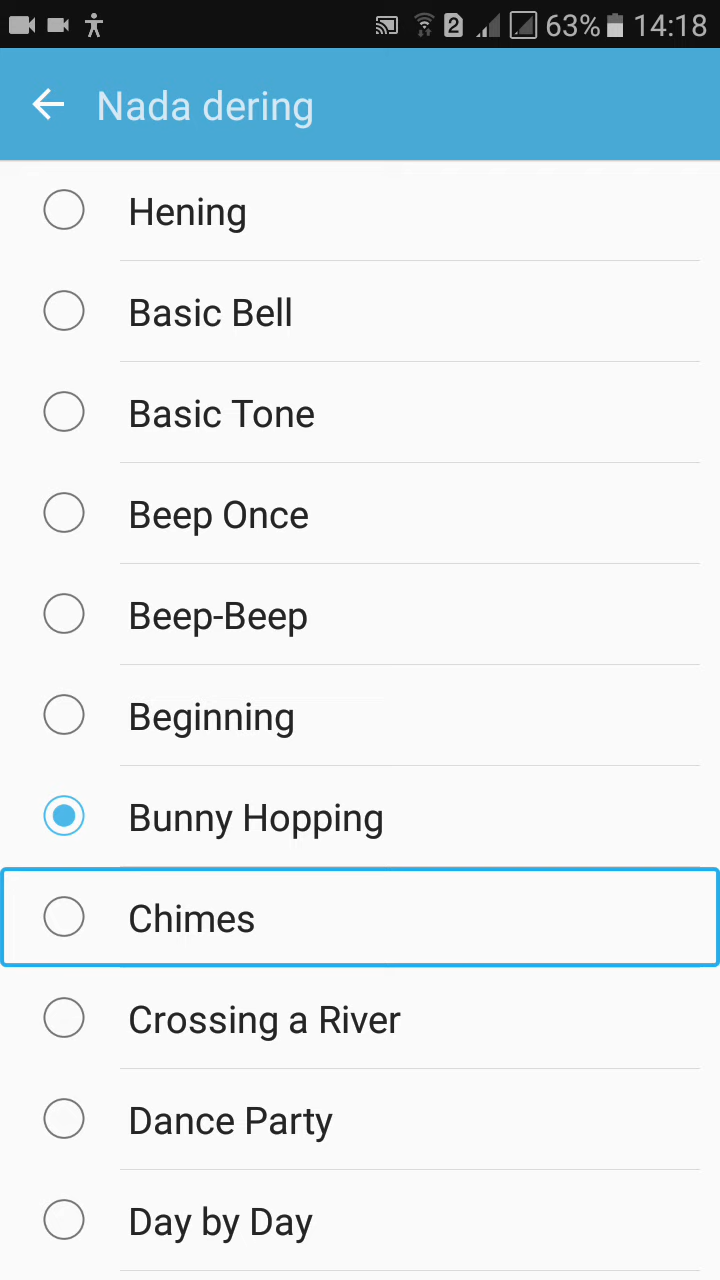 2 63% 14:18
Nada dering
Hening
Basic Bell
Basic Tone
Beep Once
Beep-Beep
Beginning
Bunny Hopping
Chimes
Crossing a River
Dance Party
Day by Day